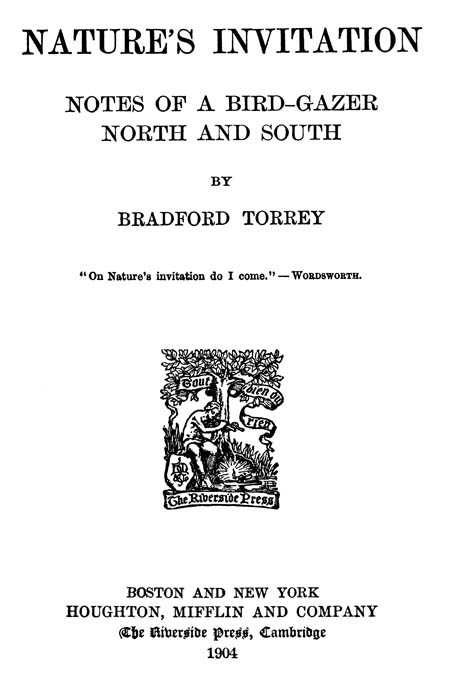 NATURE'S INVITATION
NOTES OF A BIRD-GAZER
NORTH AND SOUTH
BY
BRADFORD TORREY
"On Nature's invitation do I come." — WORDSWORTH.
Tout bien ou rien
The Riverside Press
BOSTON AND NEW YORK
HOUGHTON, MIFFLIN AND COMPANY
The Riverside Press, Cambridge
1904